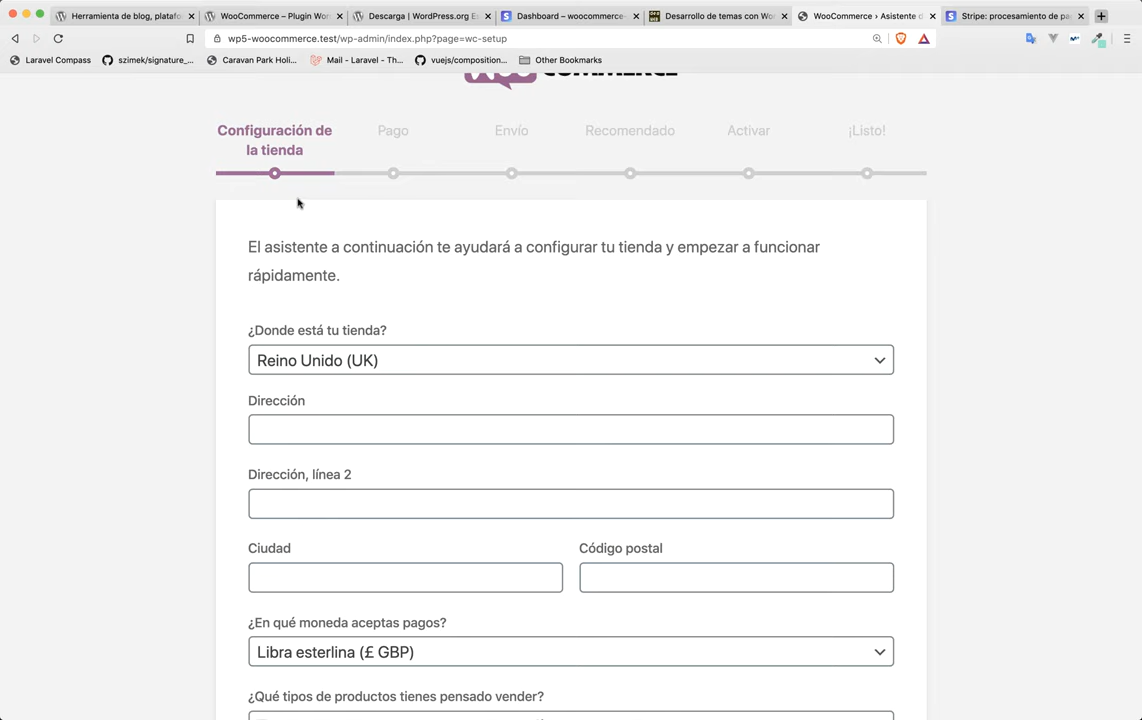 Herramienta de blog, platafo
WooCommerce – Plugin Wor
Descarga | WordPress.org Es
Dashboard – woocommerce-
Desarrollo de temas con Wo
WooCommerce › Asistente d
Stripe: procesamiento de pa
wp5-woocommerce.test/wp-admin/index.php?page=wc-setup
Laravel Compass
szimek/signature_...
Caravan Park Holi...
Mail - Laravel - Th...
vuejs/composition...
Other Bookmarks
Configuración de
la tienda
Pago
Envío
Recomendado
Activar
¡Listo!
El asistente a continuación te ayudará a configurar tu tienda y empezar a funcionar
rápidamente.
¿Donde está tu tienda?
Reino Unido (UK)
Dirección
Dirección, línea 2
Ciudad
Código postal
¿En qué moneda aceptas pagos?
Libra esterlina (£ GBP)
¿Qué tipos de productos tienes pensado vender?